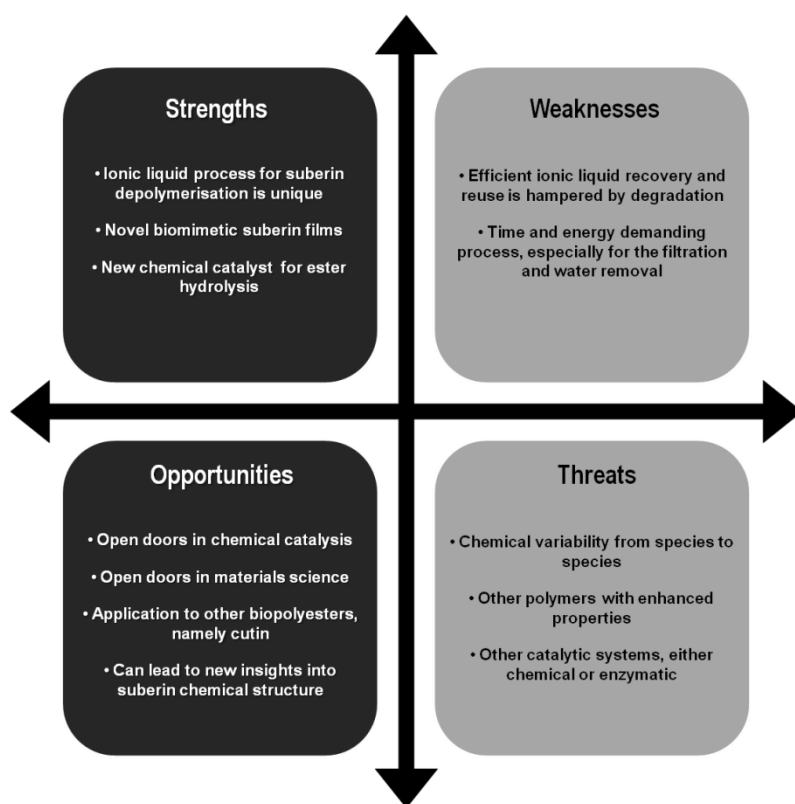 Strengths
• Ionic liquid process for suberin
depolymerisation is unique
• Novel biomimetic suberin films
• New chemical catalyst for ester
hydrolysis
Weaknesses
• Efficient ionic liquid recovery and
reuse is hampered by degradation
• Time and energy demanding
process, especially for the filtration
and water removal
Opportunities
• Open doors in chemical catalysis
• Open doors in materials science
• Application to other biopolyesters,
namely cutin
• Can lead to new insights into
suberin chemical structure
Threats
• Chemical variability from species to
species
• Other polymers with enhanced
properties
• Other catalytic systems, either
chemical or enzymatic